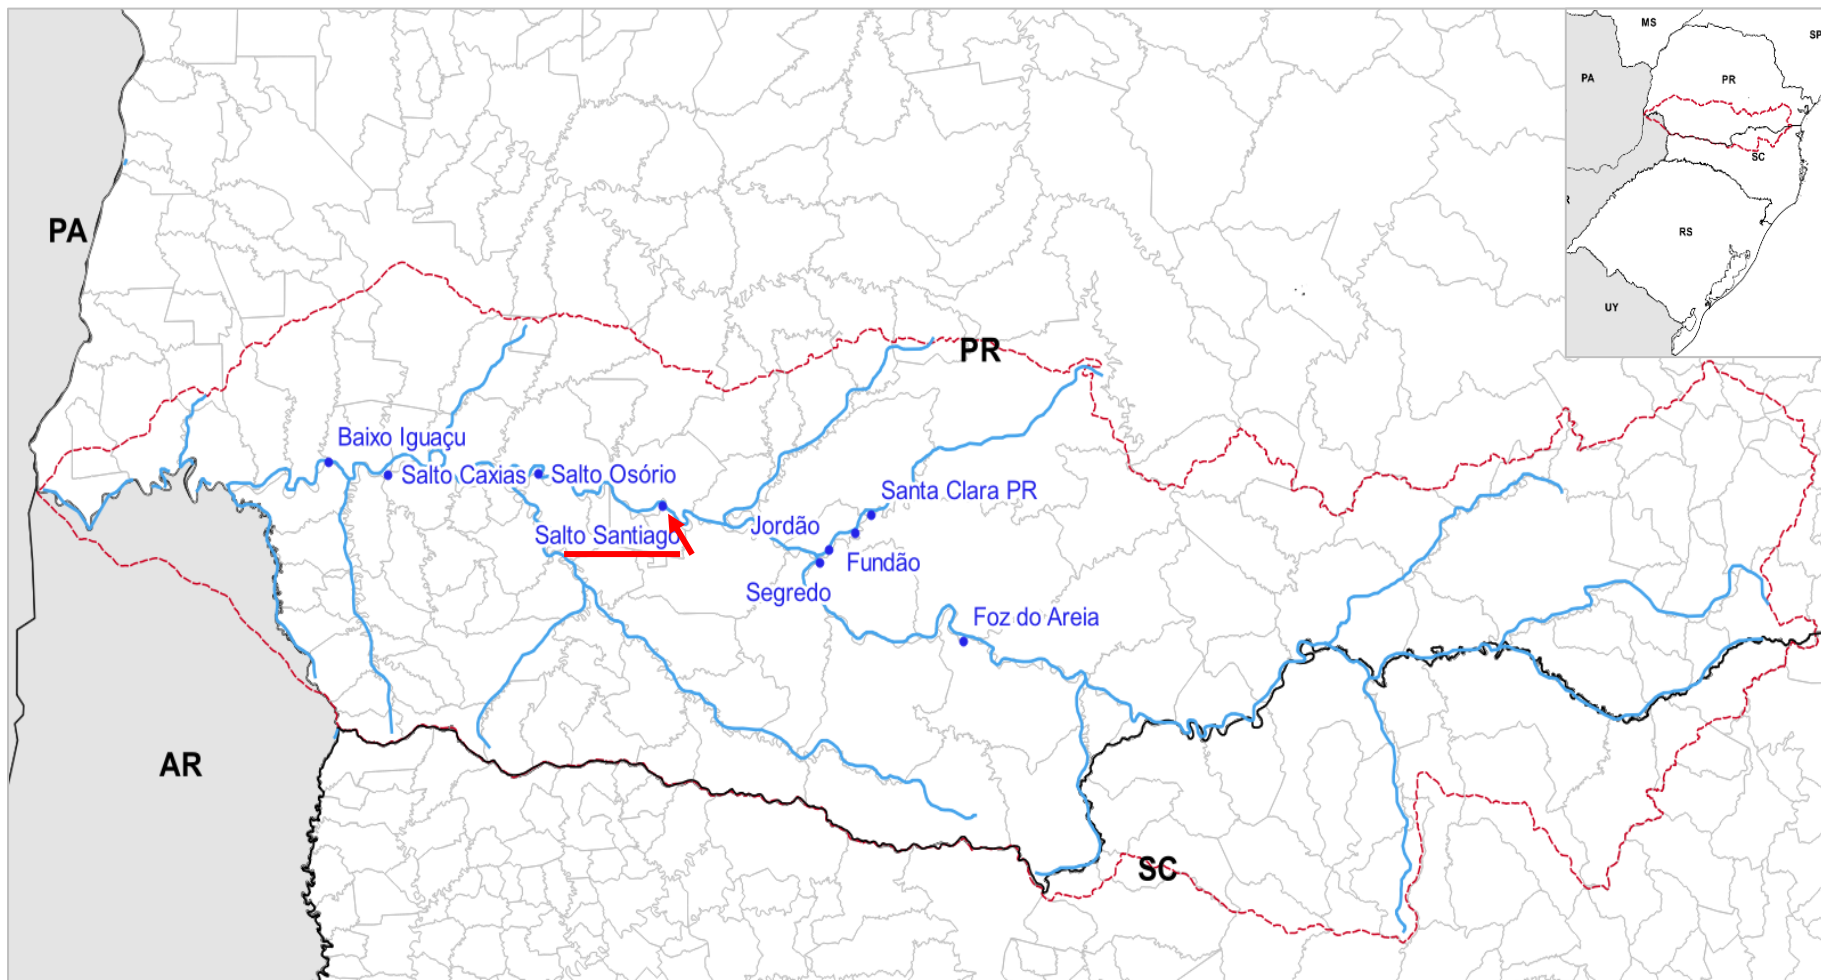 MS
SP
PA
PR
SC
R
RS
UY
PA
PR
Baixo Iguaçu
Salto Caxias
Salto Osório
Santa Clara PR
Salto Santiago
Jordão
Fundão
Segredo
Foz do Areia
AR
SC